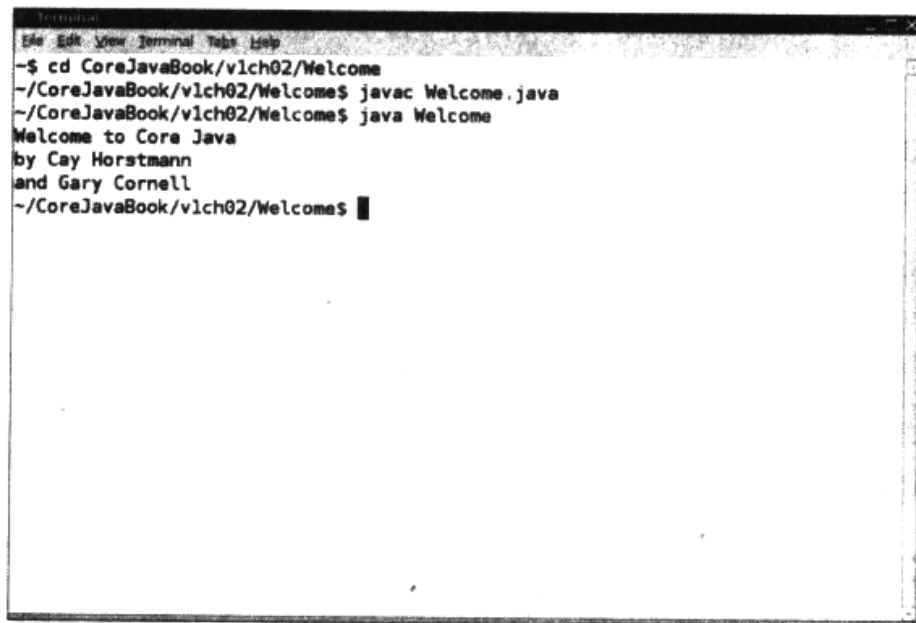 Terminal
File Edit View Terminal Tabs Help
~$ cd CoreJavaBook/v1ch02/Welcome
~/CoreJavaBook/v1ch02/Welcome$ javac Welcome.java
~/CoreJavaBook/v1ch02/Welcome$ java Welcome
Welcome to Core Java
by Cay Horstmann
and Gary Cornell
~/CoreJavaBook/v1ch02/Welcome$